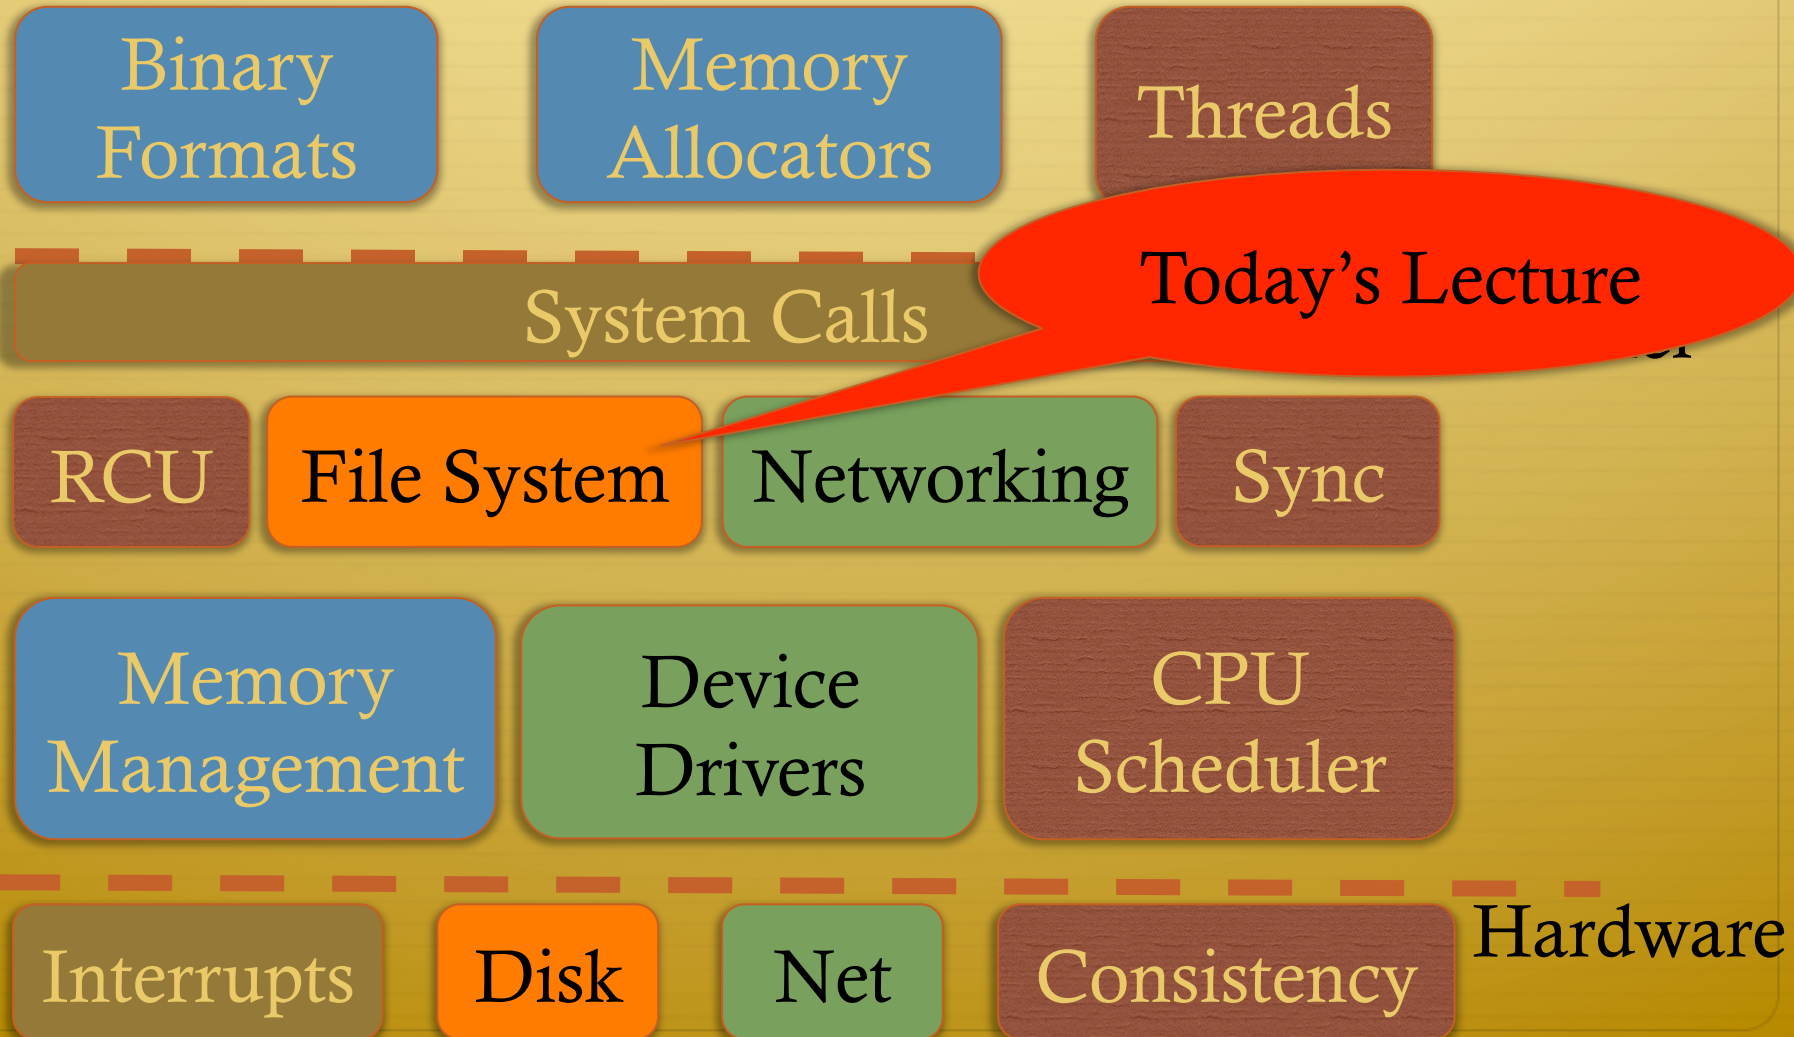 Binary
Formats
Memory
Allocators
Threads
Today’s Lecture
System Calls
RCU
File System
Networking
Sync
Memory
Management
Device
Drivers
CPU
Scheduler
Hardware
Interrupts
Disk
Net
Consistency